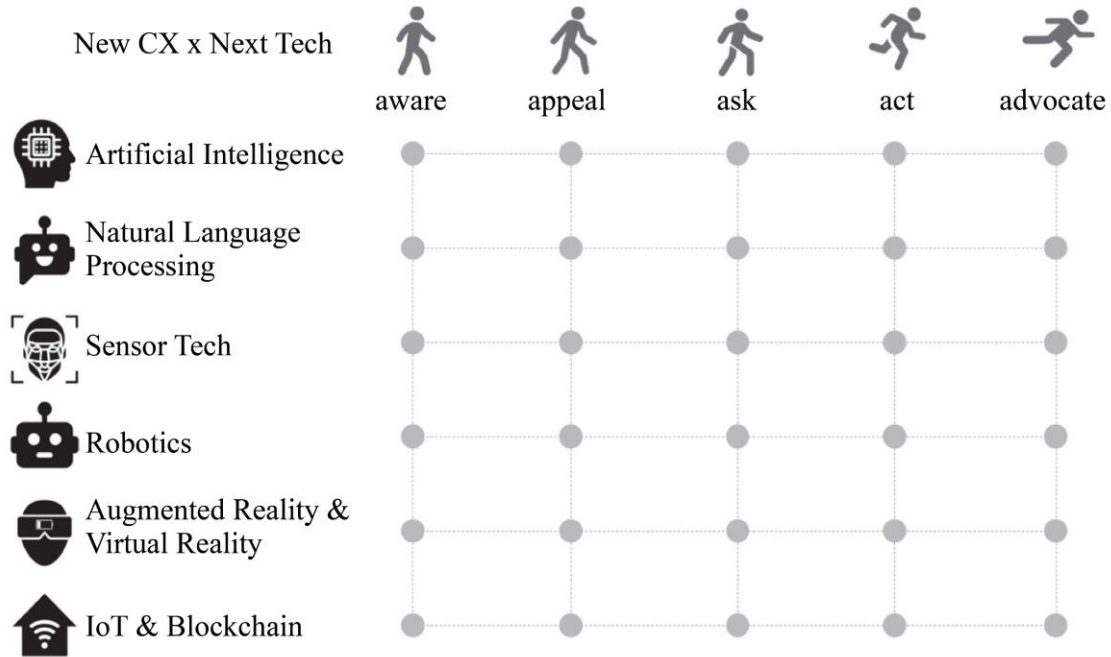 New CX x Next Tech
aware
appeal
ask
act
advocate
Artificial Intelligence
Natural Language
Processing
Sensor Tech
Robotics
Augmented Reality &
Virtual Reality
IoT & Blockchain